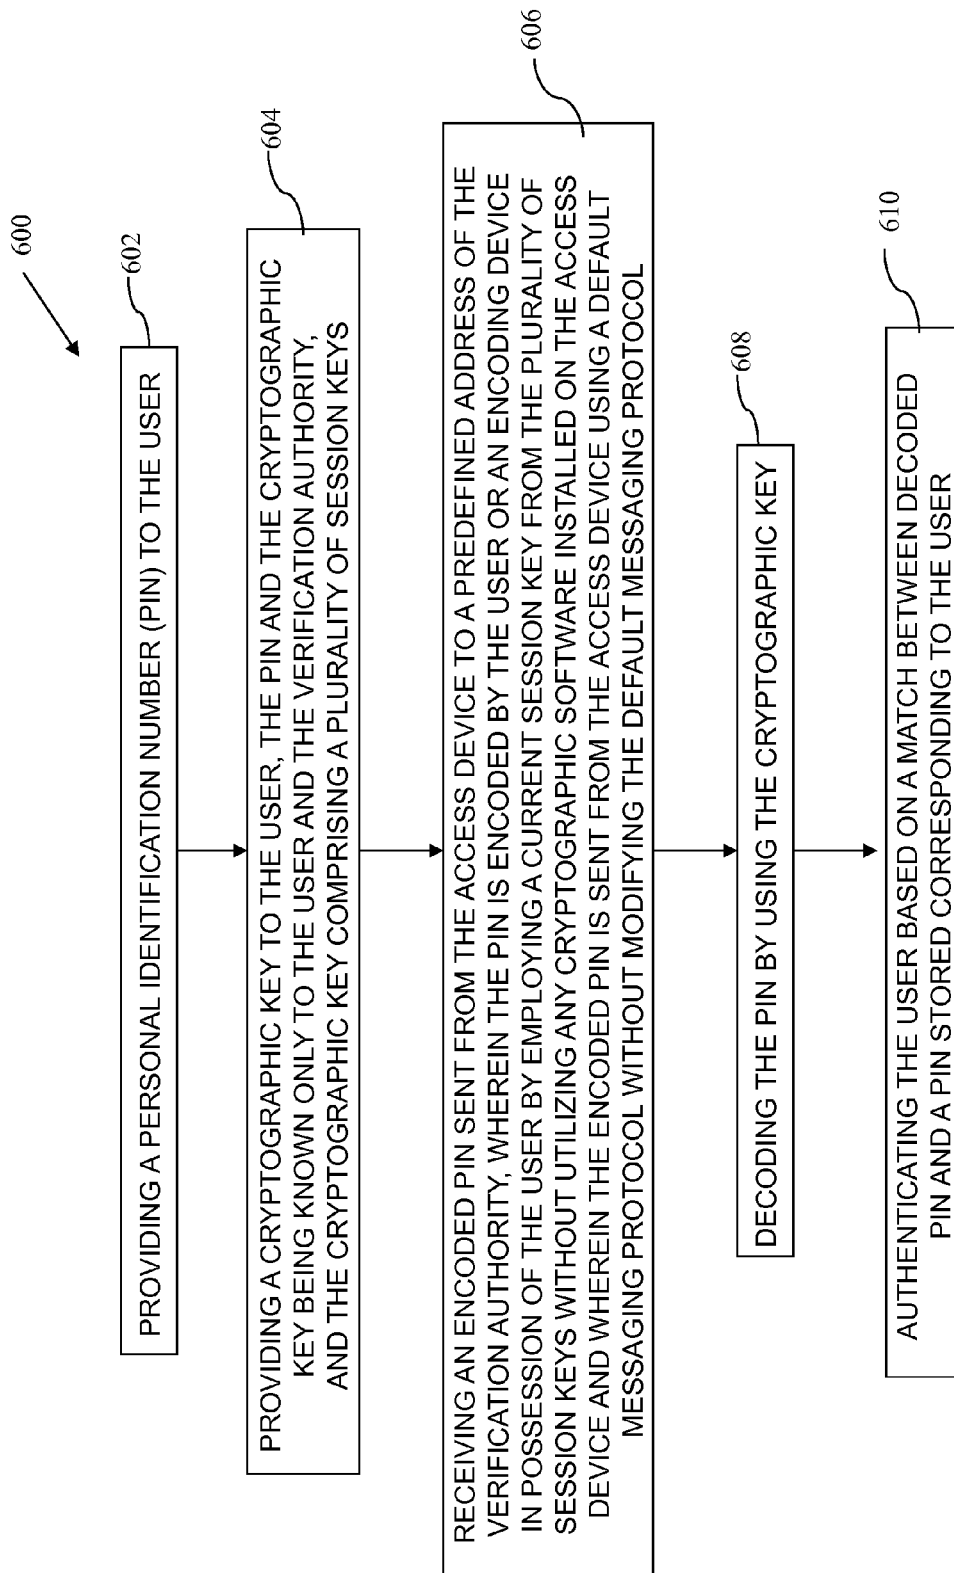 600
602
PROVIDING A PERSONAL IDENTIFICATION NUMBER (PIN) TO THE USER
604
PROVIDING A CRYPTOGRAPHIC KEY TO THE USER, THE PIN AND THE CRYPTOGRAPHIC
KEY BEING KNOWN ONLY TO THE USER AND THE VERIFICATION AUTHORITY,
AND THE CRYPTOGRAPHIC KEY COMPRISING A PLURALITY OF SESSION KEYS
606
RECEIVING AN ENCODED PIN SENT FROM THE ACCESS DEVICE TO A PREDEFINED ADDRESS OF THE
VERIFICATION AUTHORITY, WHEREIN THE PIN IS ENCODED BY THE USER OR AN ENCODING DEVICE
IN POSSESSION OF THE USER BY EMPLOYING A CURRENT SESSION KEY FROM THE PLURALITY OF
SESSION KEYS WITHOUT UTILIZING ANY CRYPTOGRAPHIC SOFTWARE INSTALLED ON THE ACCESS
DEVICE AND WHEREIN THE ENCODED PIN IS SENT FROM THE ACCESS DEVICE USING A DEFAULT
MESSAGING PROTOCOL WITHOUT MODIFYING THE DEFAULT MESSAGING PROTOCOL
608
DECODING THE PIN BY USING THE CRYPTOGRAPHIC KEY
610
AUTHENTICATING THE USER BASED ON A MATCH BETWEEN DECODED
PIN AND A PIN STORED CORRESPONDING TO THE USER